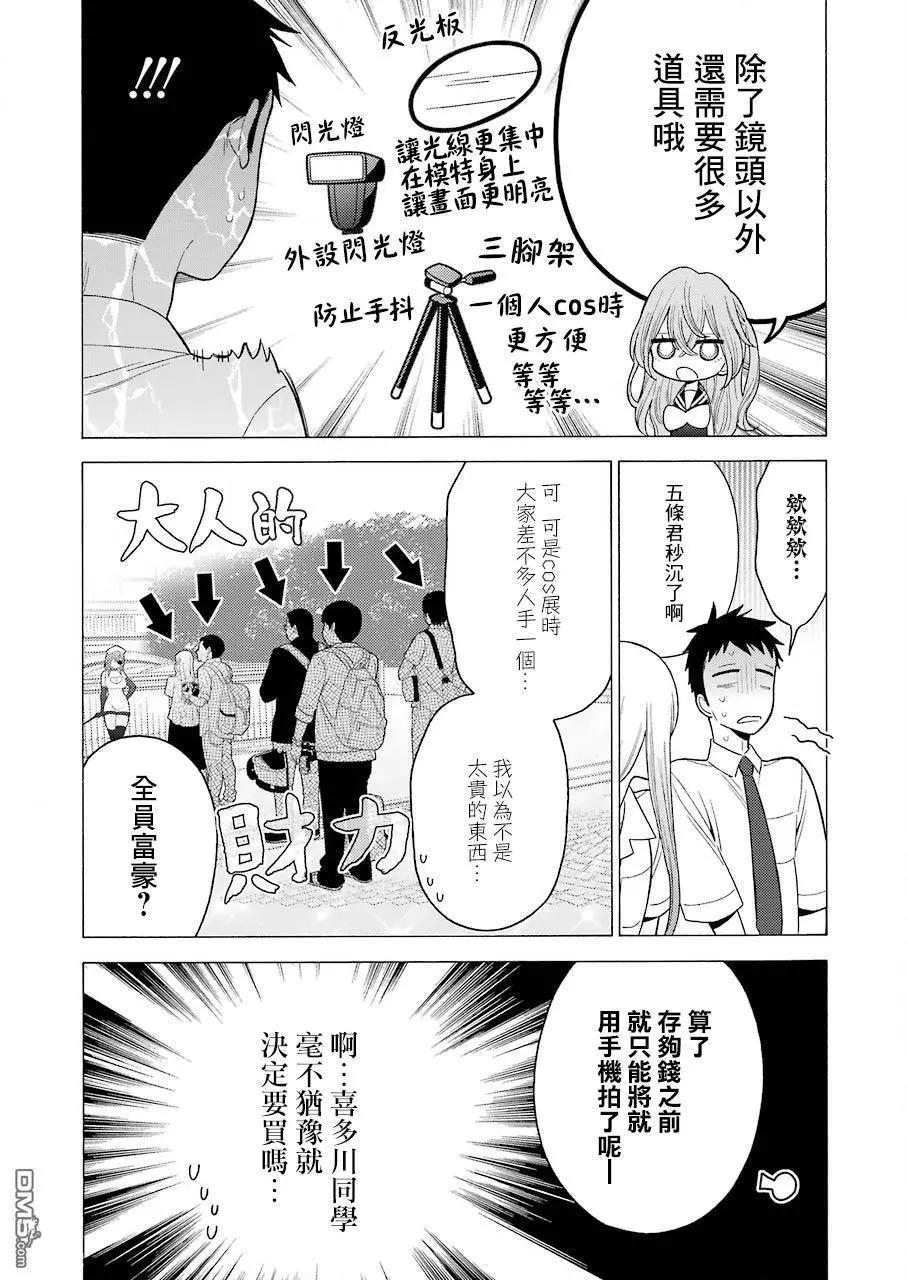 除了鏡頭以外
還需要很多
道具哦
反光板
讓光線更集中
在模特身上
讓畫面更明亮
閃光燈
外設閃光燈
三腳架
防止手抖
一個人cos時
更方便
等等
等等…
!!!
欸欸欸…
五條君秒沉了啊
可 可是cos展時
大家差不多人手一個…
我以為不是
太貴的東西…
大人的
財力
全員富豪?
算了
存夠錢之前
就只能將就
用手機拍了呢—
啊…喜多川同學
毫不猶豫就
決定要買嗎…
DM5.com